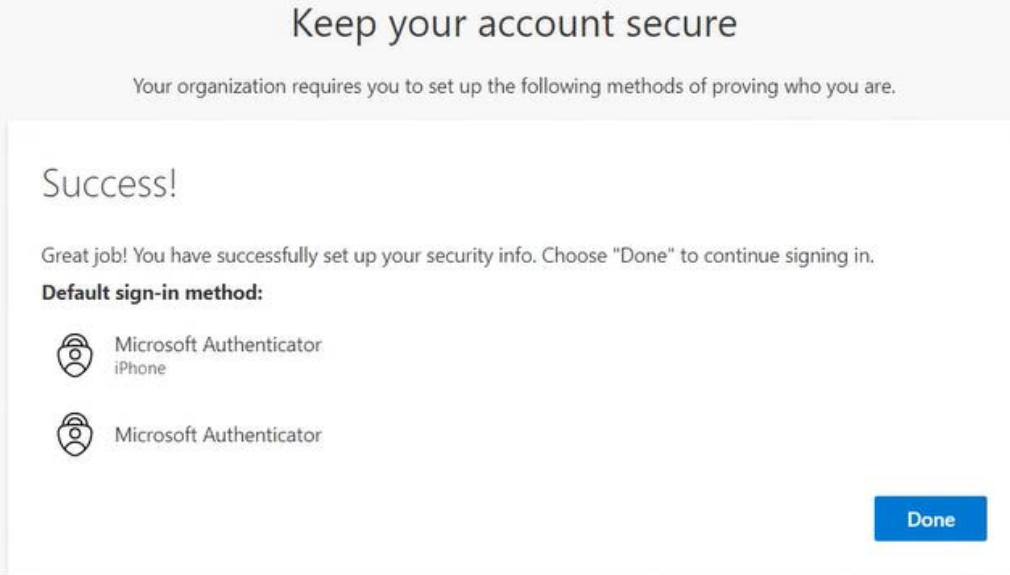 Keep your account secure
Your organization requires you to set up the following methods of proving who you are.
Success!
Great job! You have successfully set up your security info. Choose "Done" to continue signing in.
Default sign-in method:
Microsoft Authenticator
iPhone
Microsoft Authenticator
Done